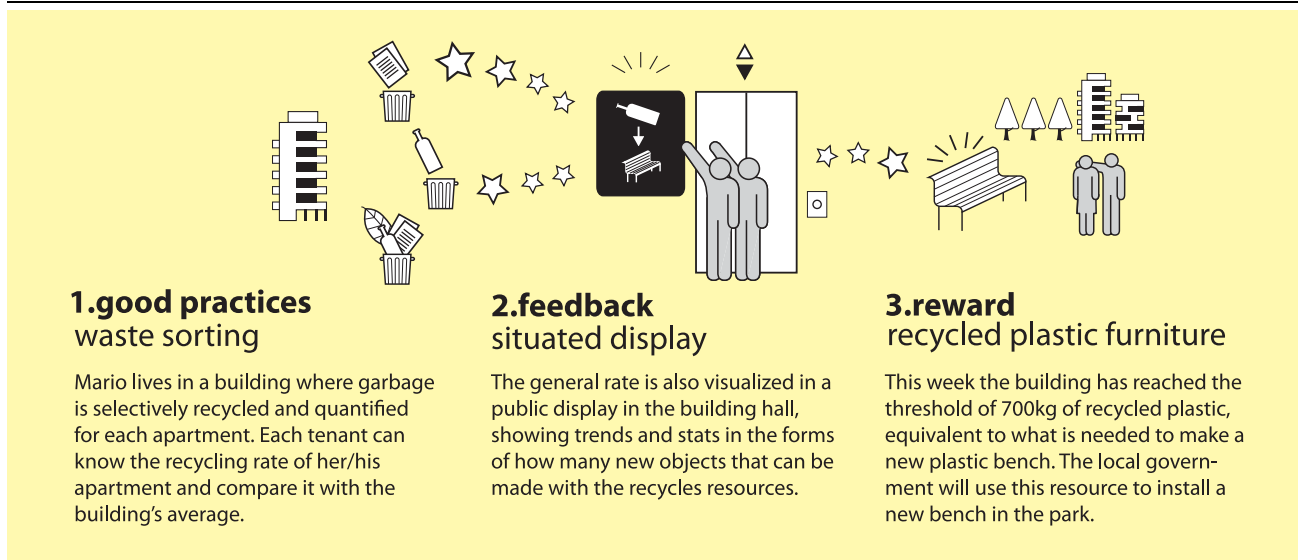 1.good practices
waste sorting
Mario lives in a building where garbage
is selectively recycled and quantified
for each apartment. Each tenant can
know the recycling rate of her/his
apartment and compare it with the
building's average.
2.feedback
situated display
The general rate is also visualized in a
public display in the building hall,
showing trends and stats in the forms
of how many new objects that can be
made with the recycles resources.
3.reward
recycled plastic furniture
This week the building has reached the
threshold of 700kg of recycled plastic,
equivalent to what is needed to make a
new plastic bench. The local govern-
ment will use this resource to install a
new bench in the park.